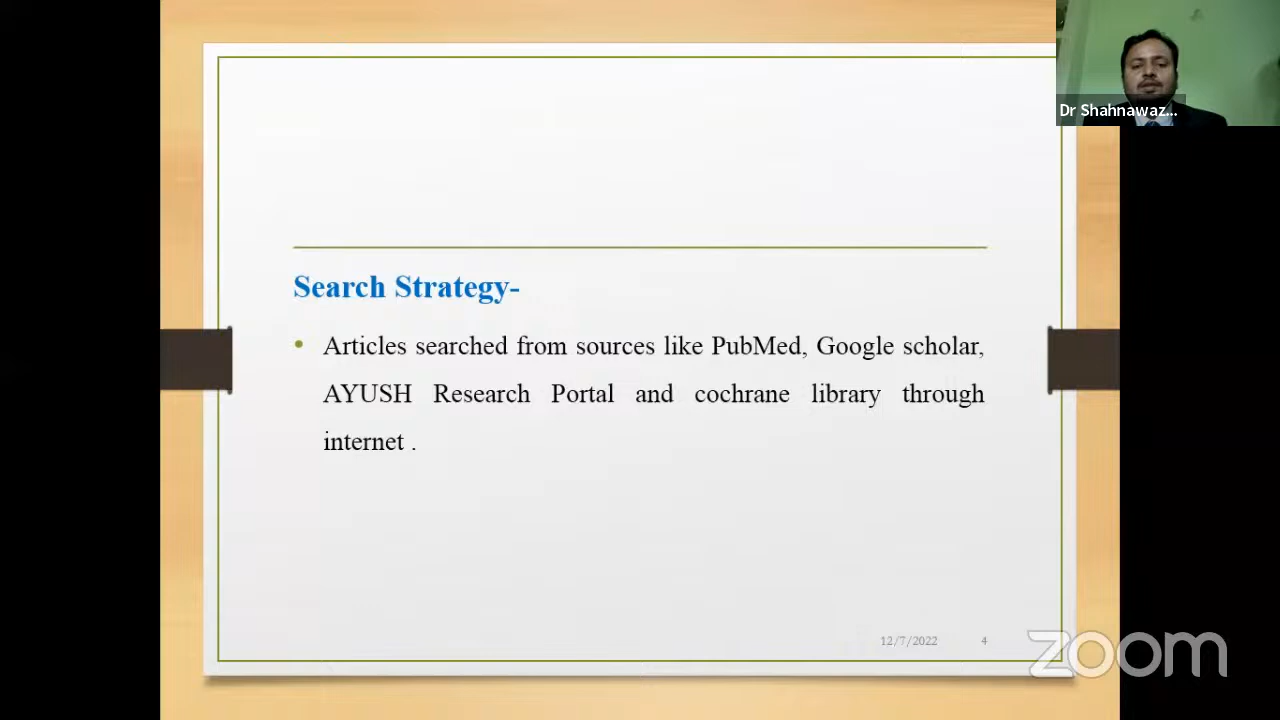 Dr Shahnawaz...
Search Strategy-
• Articles searched from sources like PubMed, Google scholar,
AYUSH Research Portal and cochrane library through
internet .
12/7/2022 4
zoom